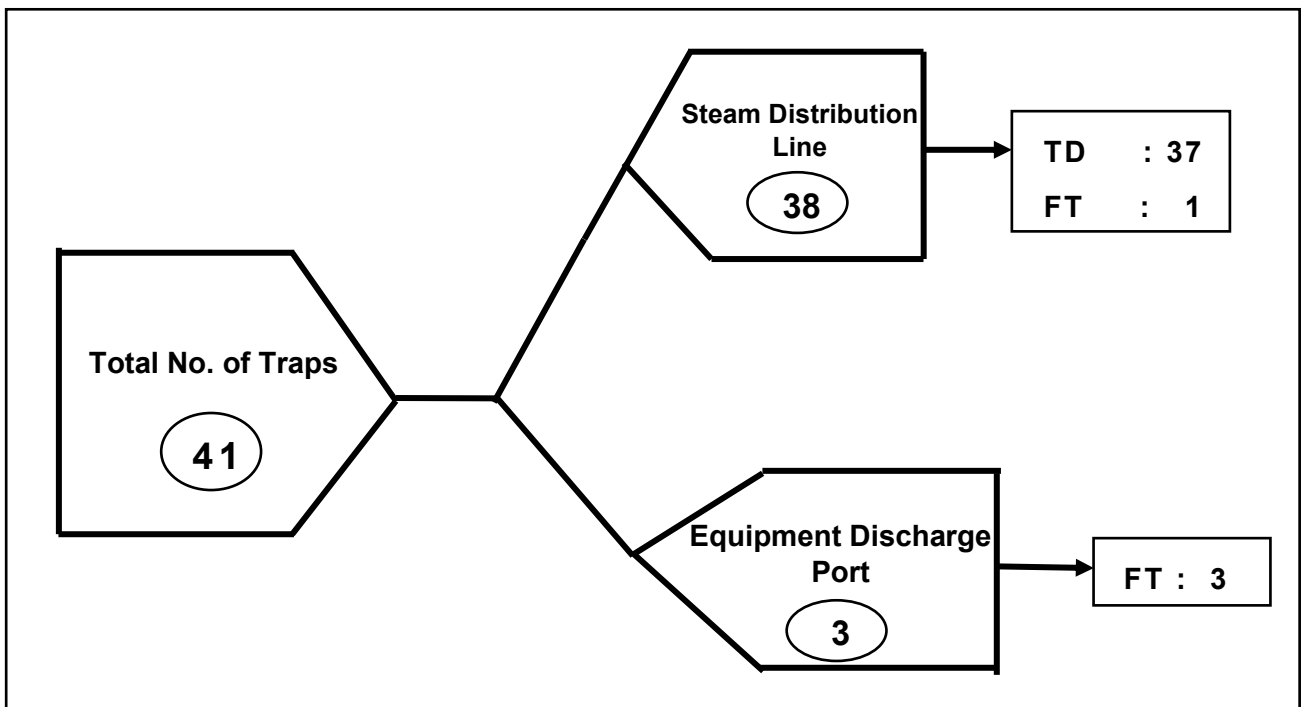 Total No. of Traps
41
Steam Distribution
Line
38
TD : 37
FT : 1
Equipment Discharge
Port
3
FT : 3